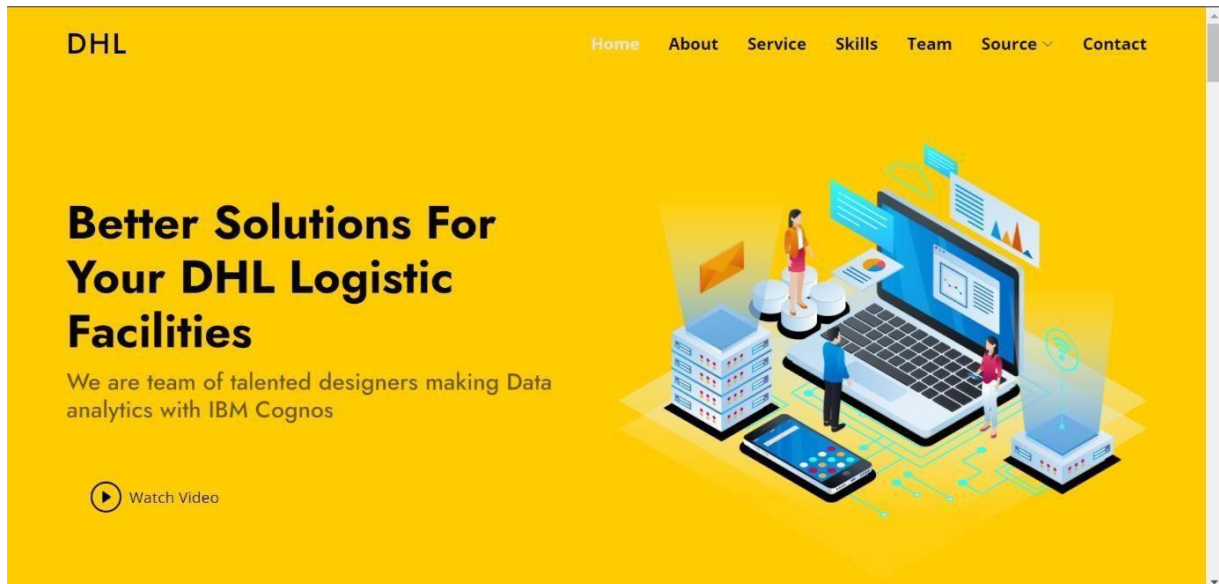 DHL
Home About Service Skills Team Source Contact
Better Solutions For
Your DHL Logistic
Facilities
We are team of talented designers making Data
analytics with IBM Cognos
Watch Video